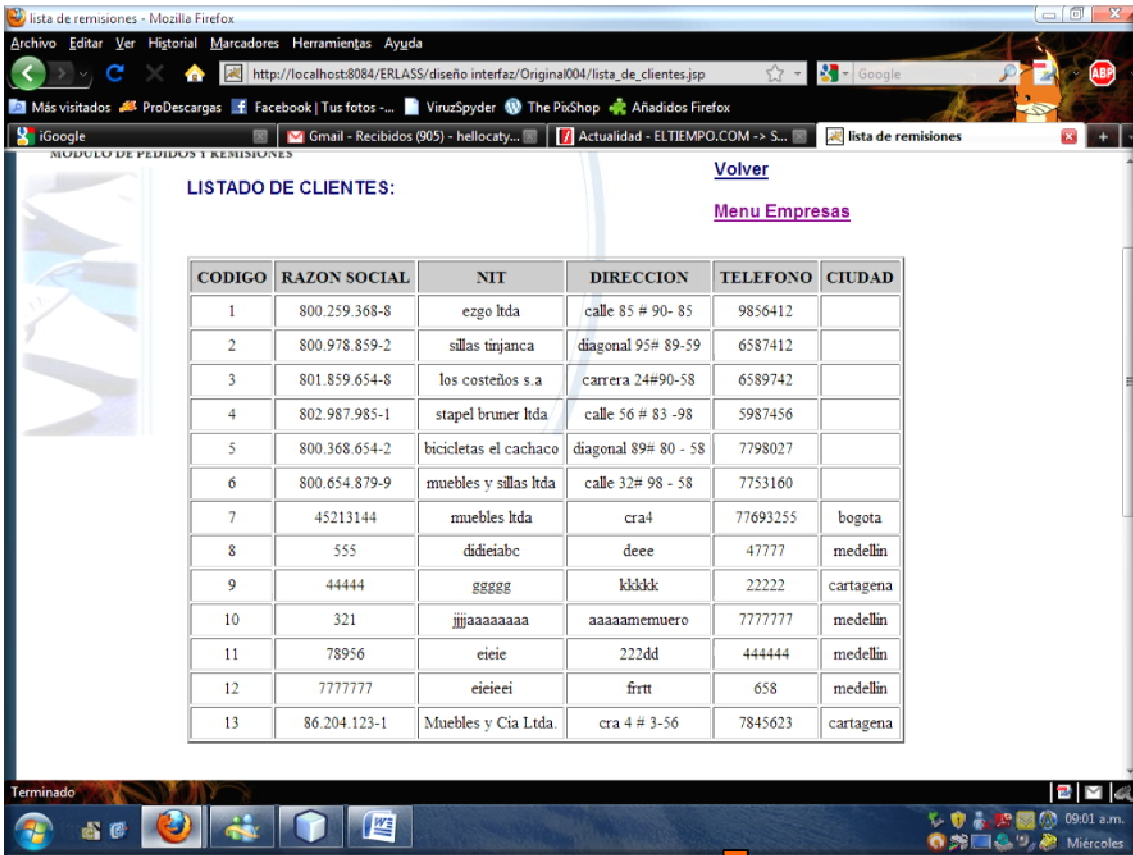 lista de remisiones - Mozilla Firefox
Archivo Editar Ver Historial Marcadores Herramientas Ayuda
http://localhost:8084/ERLASS/diseño interfaz/Original004/lista_de_clientes.jsp
Google
ABP
Más visitados ProDescargas Facebook | Tus fotos -... ViruzSpyder The PixShop Añadidos Firefox
iGoogle Gmail - Recibidos (905) - hellocaty... Actualidad - ELTIEMPO.COM -> S... lista de remisiones
MODULO DE PEDIDOS Y REMISIONES
Volver
LISTADO DE CLIENTES:
Menu Empresas
CODIGO RAZON SOCIAL NIT DIRECCION TELEFONO CIUDAD
1 800.259.368-8 ezgo ltda calle 85 # 90- 85 9856412
2 800.978.859-2 sillas tinjanca diagonal 95# 89-59 6587412
3 801.859.654-8 los costeños s.a carrera 24#90-58 6589742
4 802.987.985-1 stapel bruner ltda calle 56 # 83 -98 5987456
5 800.368.654-2 bicicletas el cachaco diagonal 89# 80 - 58 7798027
6 800.654.879-9 muebles y sillas ltda calle 32# 98 - 58 7753160
7 45213144 muebles ltda cra4 77693255 bogota
8 555 didieiabc deee 47777 medellin
9 44444 ggggg kkkkk 22222 cartagena
10 321 jjjjaaaaaaaa aaaaamemuero 7777777 medellin
11 78956 eieie 222dd 444444 medellin
12 7777777 eieieei frrtt 658 medellin
13 86.204.123-1 Muebles y Cia Ltda. cra 4 # 3-56 7845623 cartagena
Terminado
09:01 a.m.
Miércoles